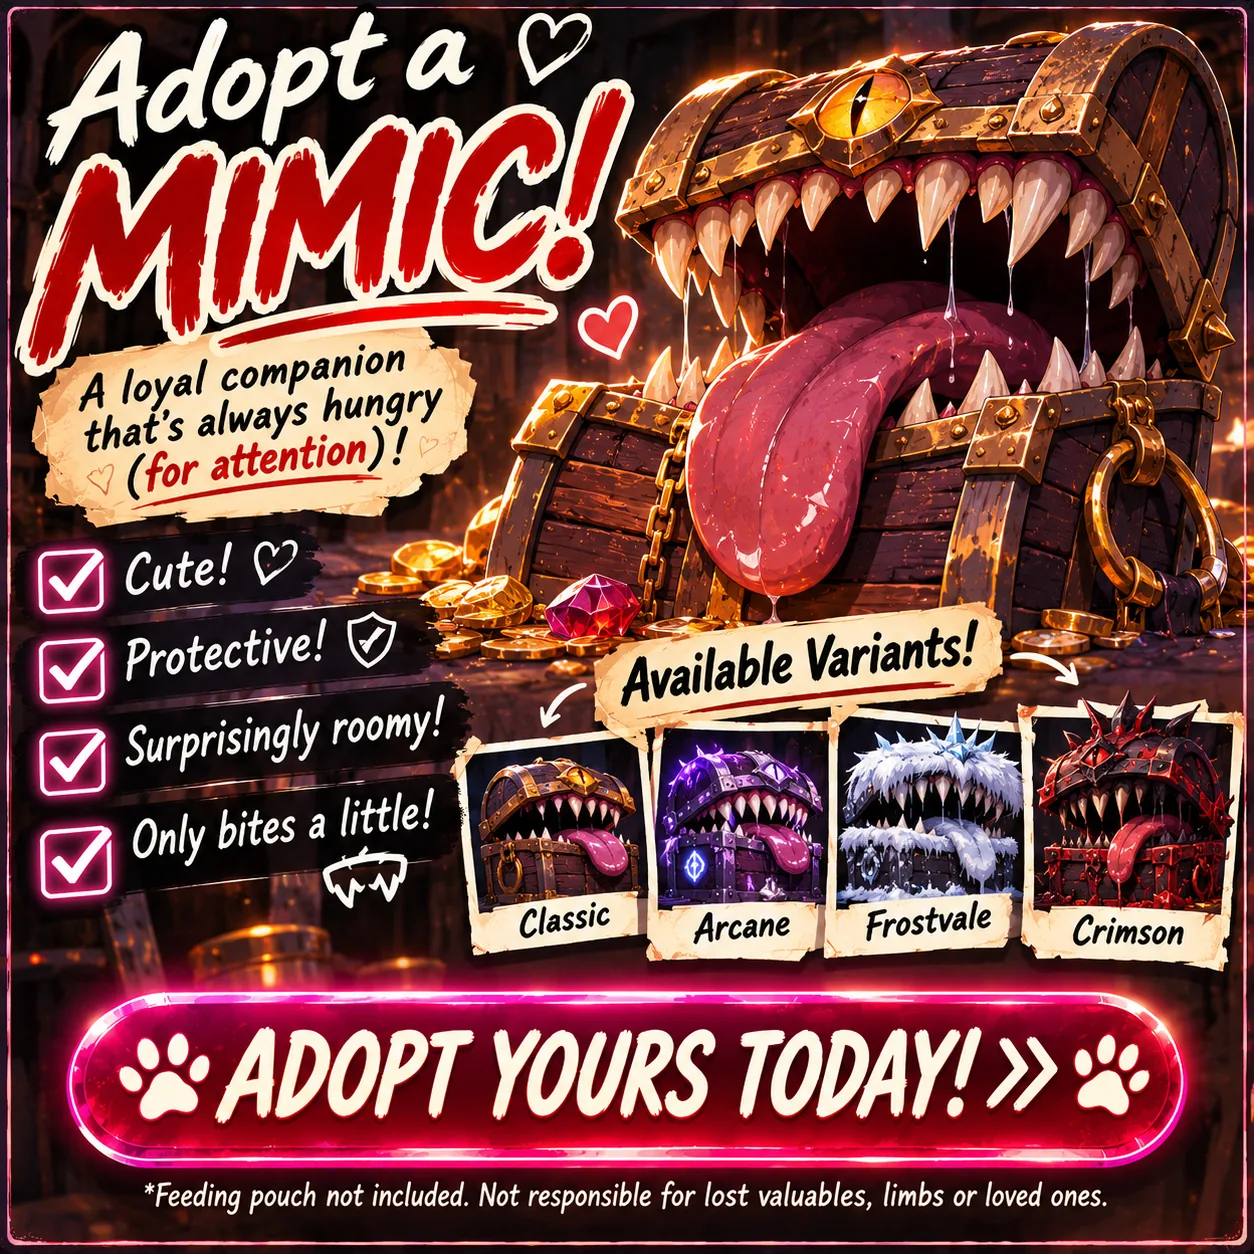 Adopt a
MIMIC!
A loyal companion
that's always hungry
(for attention)!
Cute!
Protective!
Surprisingly roomy!
Only bites a little!
Available Variants!
Classic
Arcane
Frostvale
Crimson
ADOPT YOURS TODAY! »
*Feeding pouch not included. Not responsible for lost valuables, limbs or loved ones.